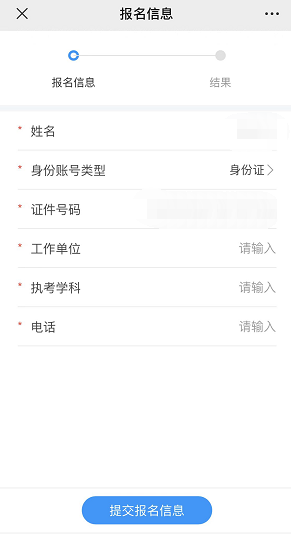 报名信息
报名信息
结果
* 姓名
* 身份账号类型 身份证
* 证件号码
* 工作单位 请输入
* 执考学科 请输入
* 电话 请输入
提交报名信息